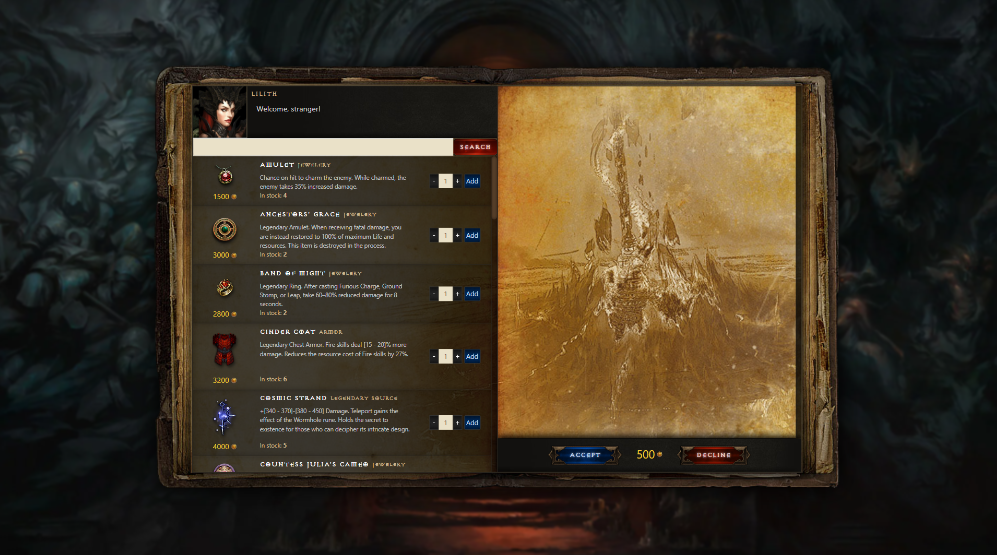 LILITH
Welcome, stranger!
SEARCH
AMULET JEWELERY
Chance on hit to charm the enemy. While charmed, the
enemy takes 35% increased damage.
1500
In stock: 4
- 1 + Add
ANCESTORS' GRACE JEWELERY
Legendary Amulet. When receiving fatal damage, you
are instead restored to 100% of maximum Life and
resources. This item is destroyed in the process.
3000
In stock: 2
- 1 + Add
BAND OF MIGHT JEWELERY
Legendary Ring. After casting Furious Charge, Ground
Stomp, or Leap, take 60-80% reduced damage for 8
seconds.
2800
In stock: 2
- 1 + Add
CINDER COAT ARMOR
Legendary Chest Armor. Fire skills deal [15 - 20]% more
damage. Reduces the resource cost of Fire skills by 27%.
3200
In stock: 6
- 1 + Add
COSMIC STRAND LEGENDARY SOURCE
+[340 - 370]-[380 - 450] Damage. Teleport gains the
effect of the Wormhole rune. Holds the secret to
existence for those who can decipher its intricate design.
4000
In stock: 5
- 1 + Add
COUNTESS JULIA'S CAMEO JEWELERY
ACCEPT
500
DECLINE